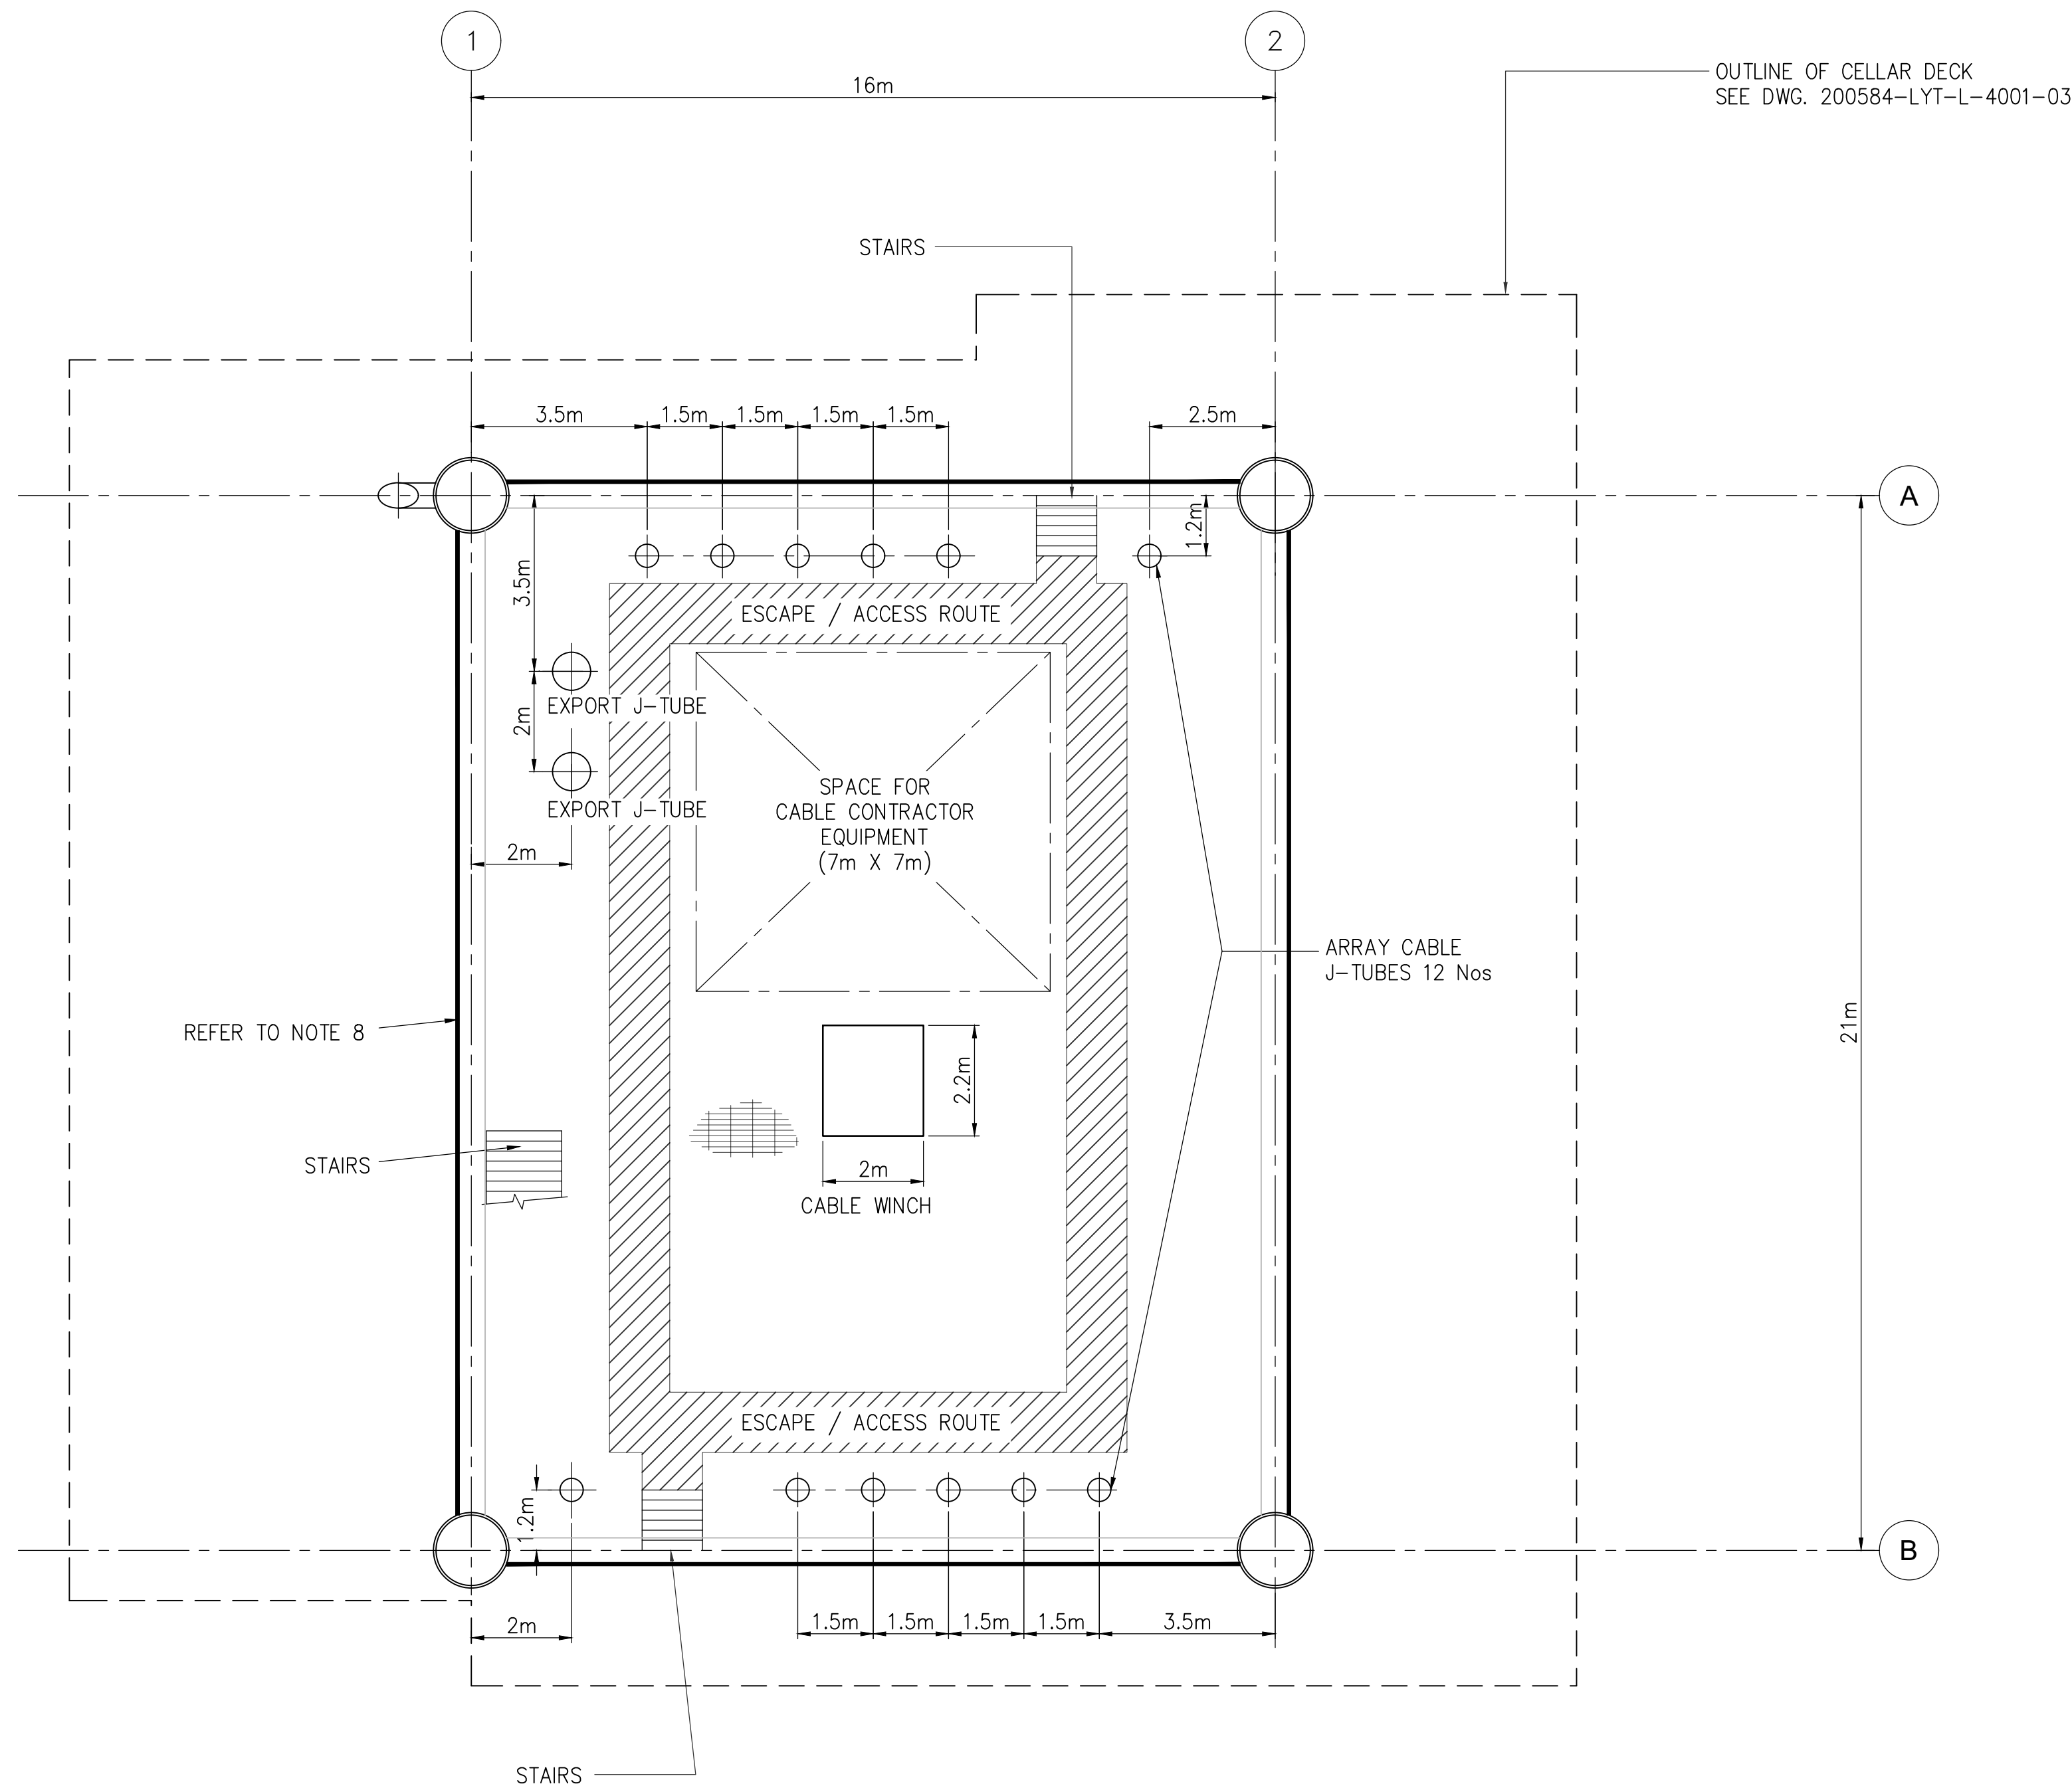 1
2
16m
OUTLINE OF CELLAR DECK
SEE DWG. 200584-LYT-L-4001-03
STAIRS
3.5m
1.5m
1.5m
1.5m
1.5m
2.5m
A
1.2m
3.5m
ESCAPE / ACCESS ROUTE
EXPORT J-TUBE
2m
SPACE FOR
CABLE CONTRACTOR
EQUIPMENT
(7m X 7m)
EXPORT J-TUBE
2m
ARRAY CABLE
J-TUBES 12 Nos
21m
REFER TO NOTE 8
2.2m
STAIRS
2m
CABLE WINCH
ESCAPE / ACCESS ROUTE
1.2m
B
2m
1.5m
1.5m
1.5m
1.5m
3.5m
STAIRS